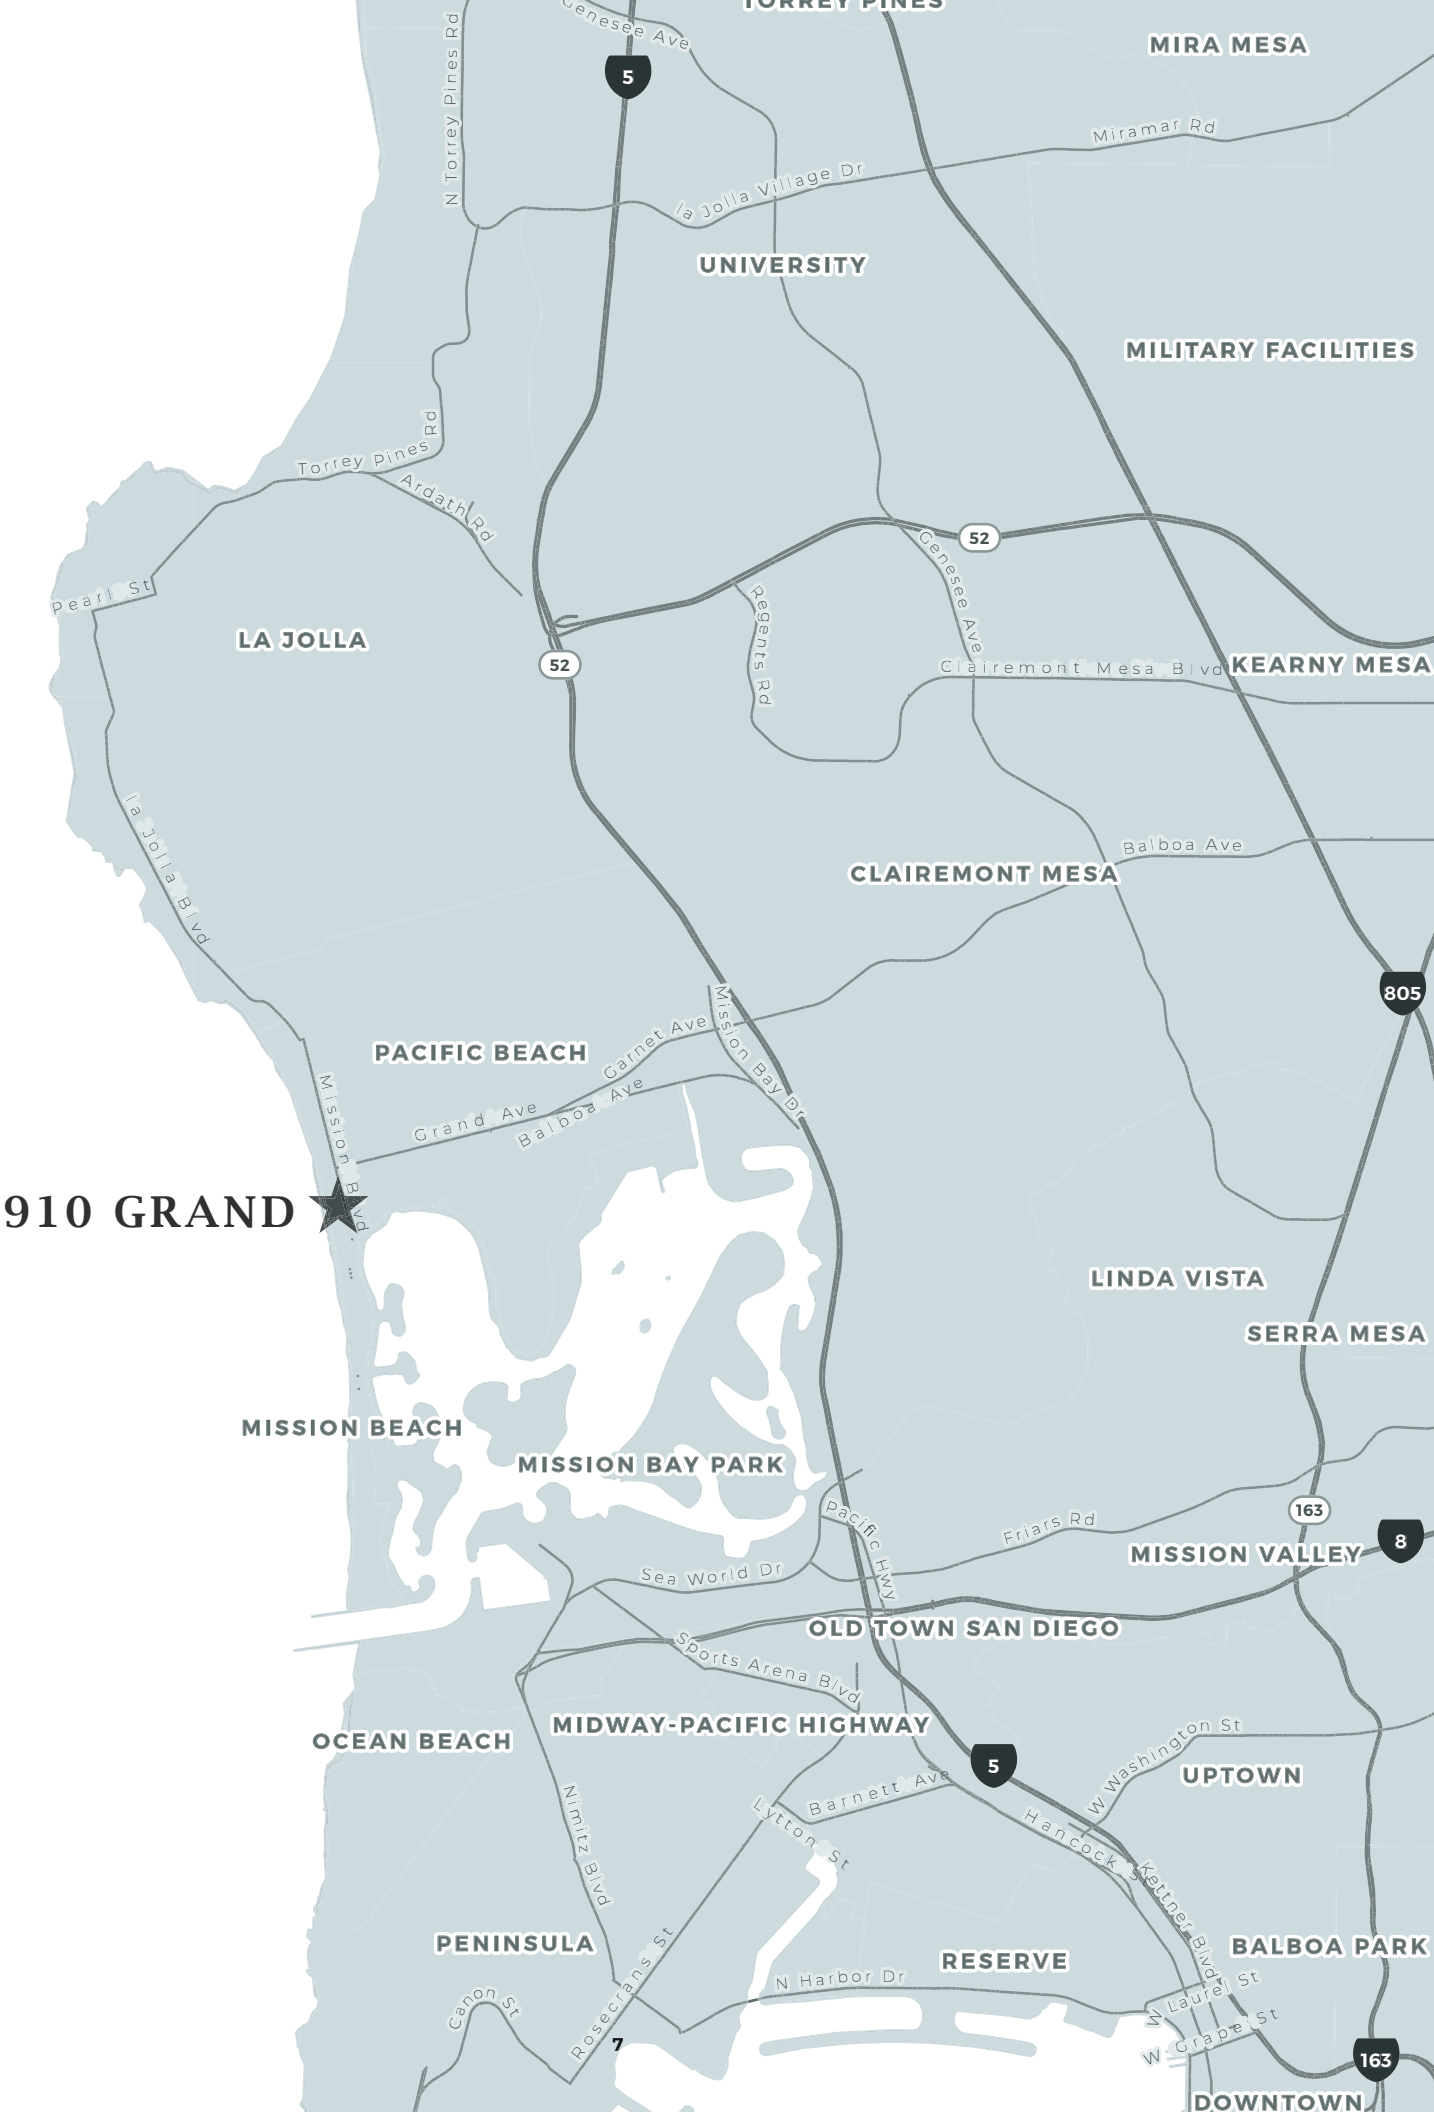 TORREY PINES
Genesee Ave
MIRA MESA
5
N Torrey Pines Rd
Miramar Rd
la Jolla Village Dr
UNIVERSITY
MILITARY FACILITIES
Torrey Pines Rd
Ardath Rd
52
Genesee Ave
Pearl St
Regents Rd
LA JOLLA
52
Clairemont Mesa Blvd
KEARNY MESA
la Jolla Blvd
Balboa Ave
CLAIREMONT MESA
805
Mission Bay Dr
Garnet Ave
PACIFIC BEACH
Mission Blvd
Grand Ave
Balboa Ave
910 GRAND
LINDA VISTA
SERRA MESA
MISSION BEACH
MISSION BAY PARK
163
Pacific Hwy
Friars Rd
8
MISSION VALLEY
Sea World Dr
OLD TOWN SAN DIEGO
Sports Arena Blvd
MIDWAY-PACIFIC HIGHWAY
OCEAN BEACH
W Washington St
5
UPTOWN
Nimitz Blvd
Barnett Ave
Lytton St
Hancock S
Kettner Blvd
PENINSULA
BALBOA PARK
RESERVE
N Harbor Dr
Rosecrans St
Canon St
W Laurel St
W Grape St
7
163
DOWNTOWN